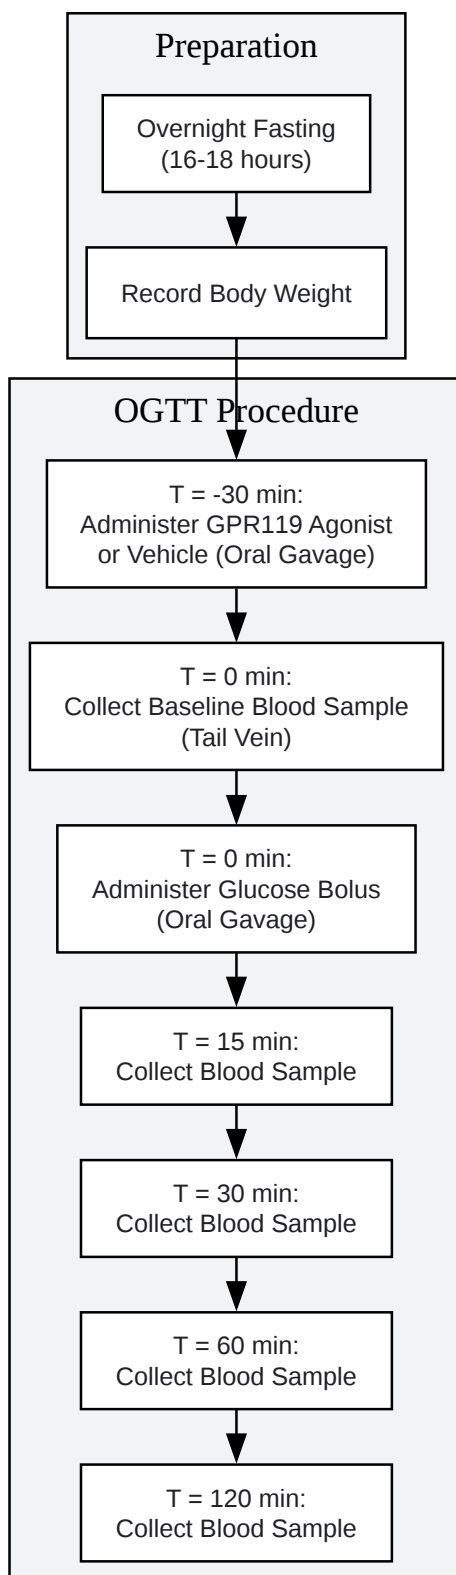 Preparation
Overnight Fasting
(16-18 hours)
Record Body Weight
OGTT Procedure
T = -30 min:
Administer GPR119 Agonist
or Vehicle (Oral Gavage)
T = 0 min:
Collect Baseline Blood Sample
(Tail Vein)
T = 0 min:
Administer Glucose Bolus
(Oral Gavage)
T = 15 min:
Collect Blood Sample
T = 30 min:
Collect Blood Sample
T = 60 min:
Collect Blood Sample
T = 120 min:
Collect Blood Sample